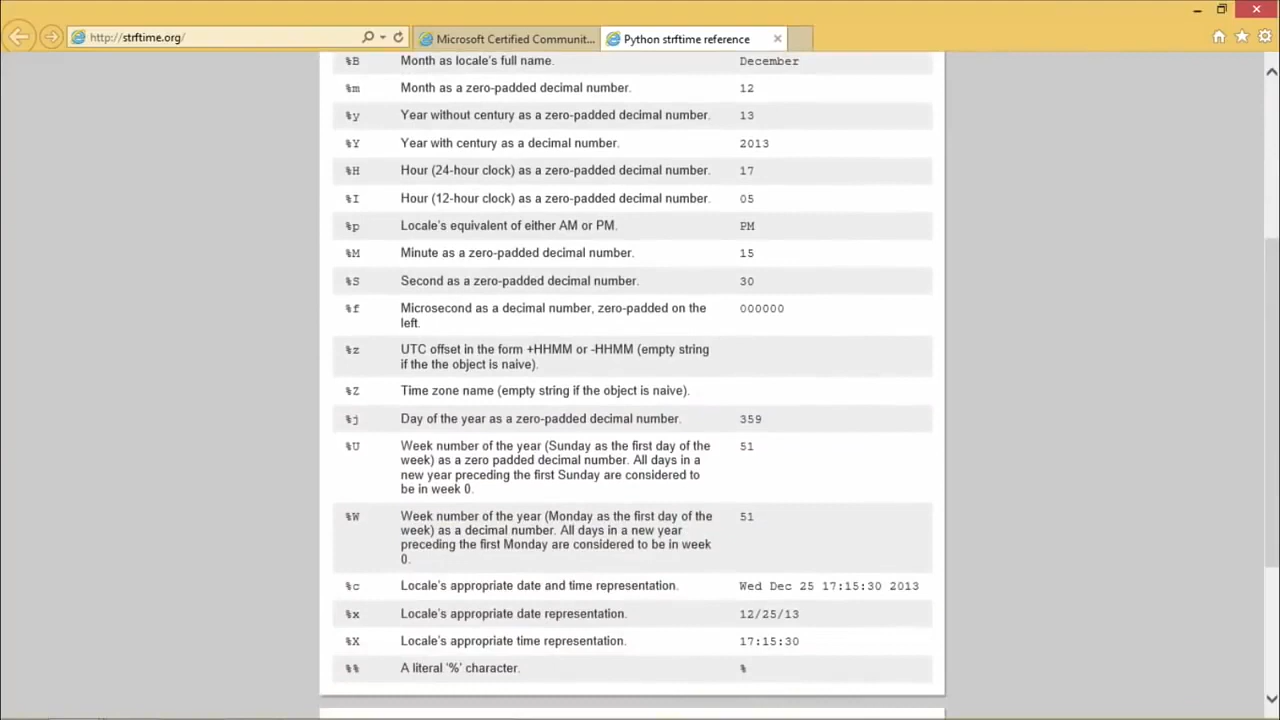 http://strftime.org/
Microsoft Certified Communit...
Python strftime reference
%B Month as locale's full name. December
%m Month as a zero-padded decimal number. 12
%y Year without century as a zero-padded decimal number. 13
%Y Year with century as a decimal number. 2013
%H Hour (24-hour clock) as a zero-padded decimal number. 17
%I Hour (12-hour clock) as a zero-padded decimal number. 05
%p Locale's equivalent of either AM or PM. PM
%M Minute as a zero-padded decimal number. 15
%S Second as a zero-padded decimal number. 30
%f Microsecond as a decimal number, zero-padded on the 000000
left.
%z UTC offset in the form +HHMM or -HHMM (empty string
if the the object is naive).
%Z Time zone name (empty string if the object is naive).
%j Day of the year as a zero-padded decimal number. 359
%U Week number of the year (Sunday as the first day of the 51
week) as a zero padded decimal number. All days in a
new year preceding the first Sunday are considered to
be in week 0.
%W Week number of the year (Monday as the first day of the 51
week) as a decimal number. All days in a new year
preceding the first Monday are considered to be in week
0.
%c Locale's appropriate date and time representation. Wed Dec 25 17:15:30 2013
%x Locale's appropriate date representation. 12/25/13
%X Locale's appropriate time representation. 17:15:30
%% A literal '%' character. %